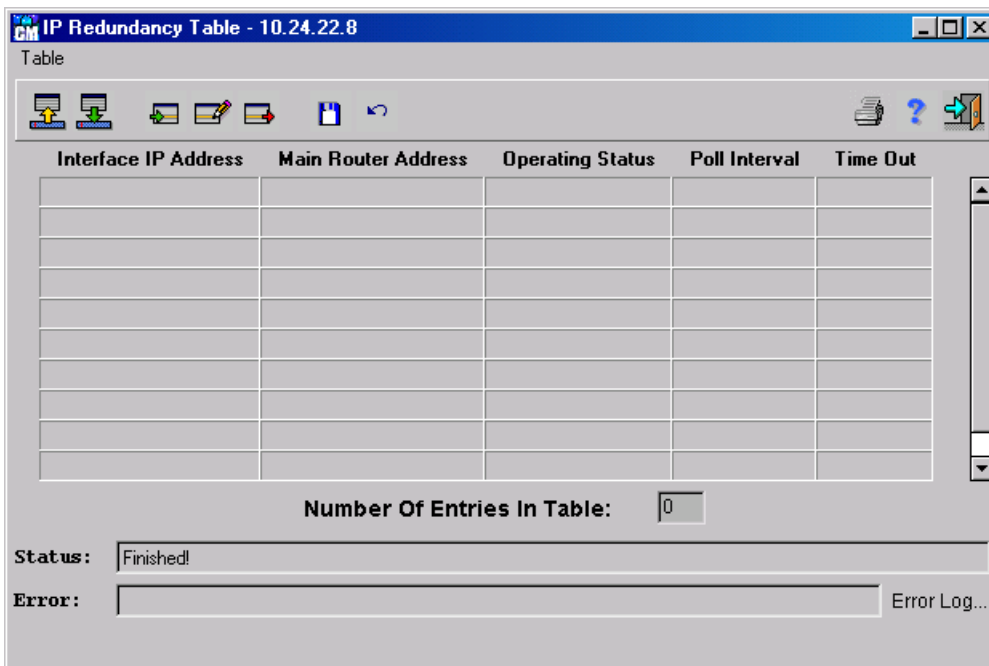 IP Redundancy Table - 10.24.22.8
Table
Interface IP Address Main Router Address Operating Status Poll Interval Time Out
Number Of Entries In Table: 0
Status: Finished!
Error: Error Log...